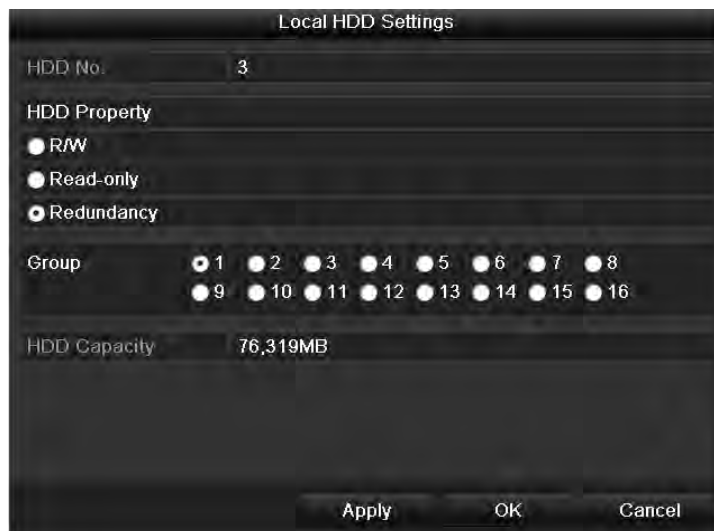 Local HDD Settings
HDD No. 3
HDD Property
R/W
Read-only
Redundancy
Group 1 2 3 4 5 6 7 8
9 10 11 12 13 14 15 16
HDD Capacity 76,319MB
Apply OK Cancel